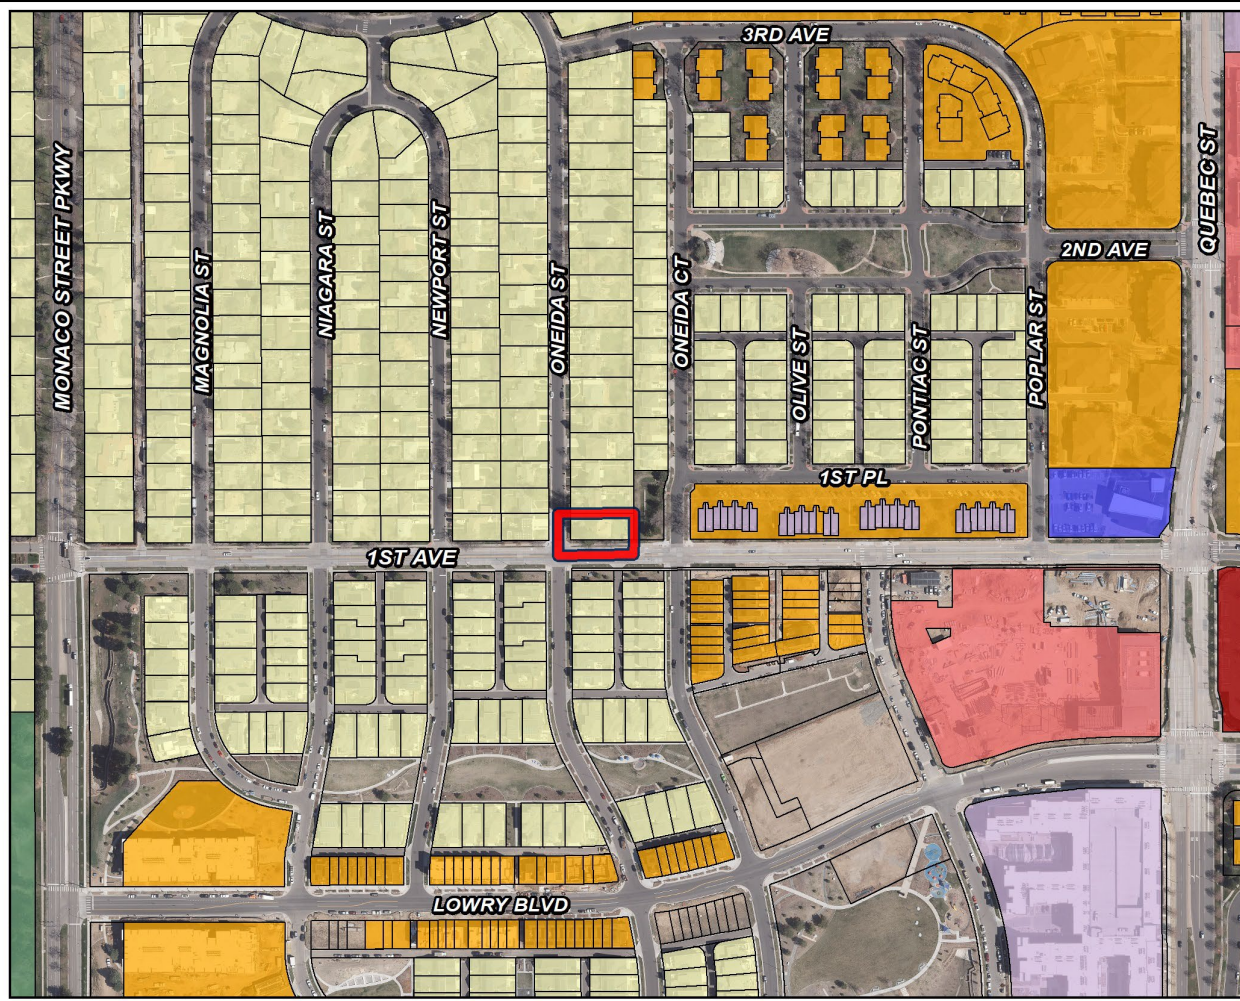 3RD AVE
MONACO STREET PKWY
MAGNOLIA ST
NIAGARA ST
NEWPORT ST
ONEIDA ST
ONEIDA CT
OLIVE ST
PONTIAC ST
POPLAR ST
QUEBEC ST
2ND AVE
1ST PL
1ST AVE
LOWRY BLVD